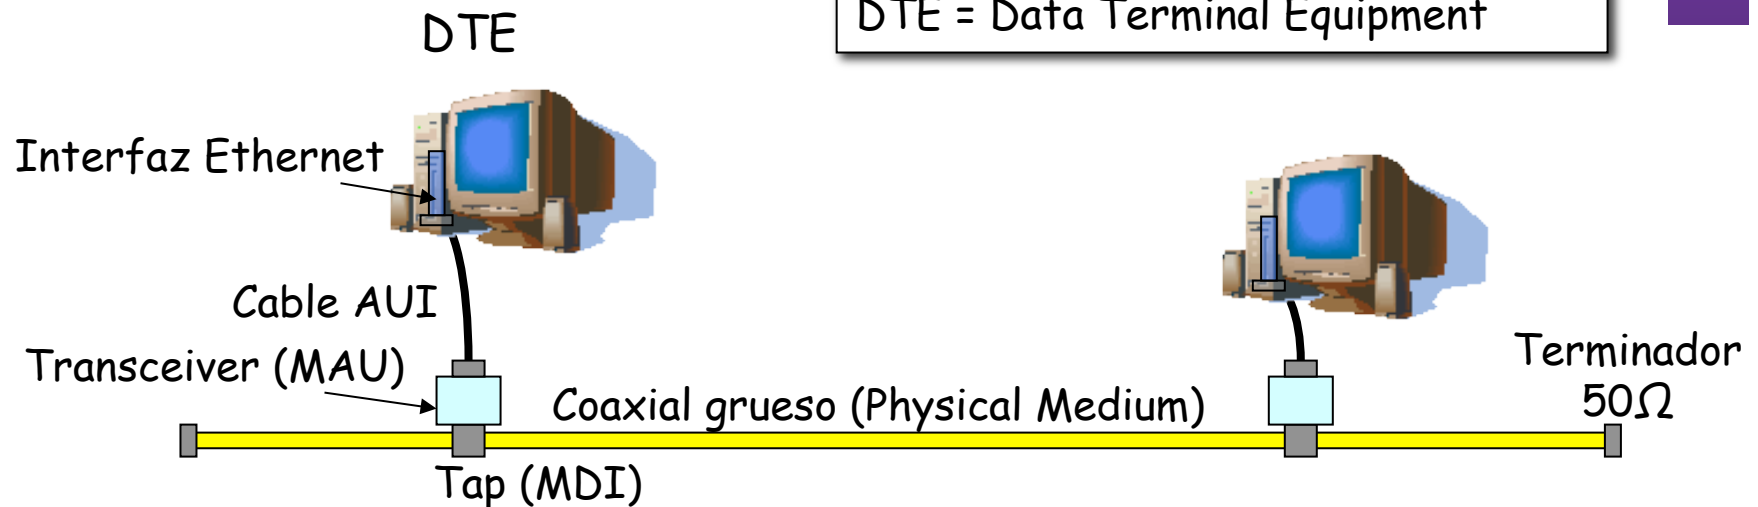 DTE = Data Terminal Equipment
DTE
Interfaz Ethernet
Cable AUI
Transceiver (MAU)
Coaxial grueso (Physical Medium)
Terminador
50Ω
Tap (MDI)